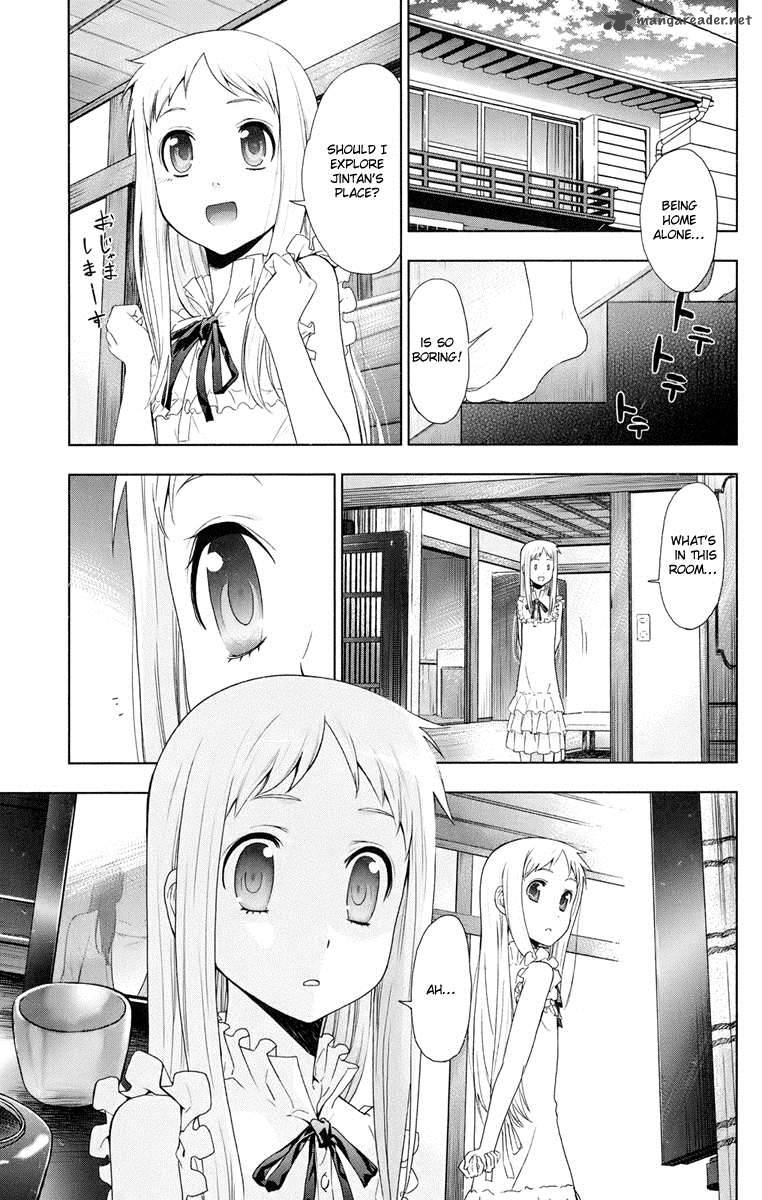 mangareader.net
BEING
HOME
ALONE...
トテ
トテ
トテ
IS SO
BORING!
SHOULD I
EXPLORE
JINTAN'S
PLACE?
おじゃま
しまーす
WHAT'S
IN THIS
ROOM...
AH...